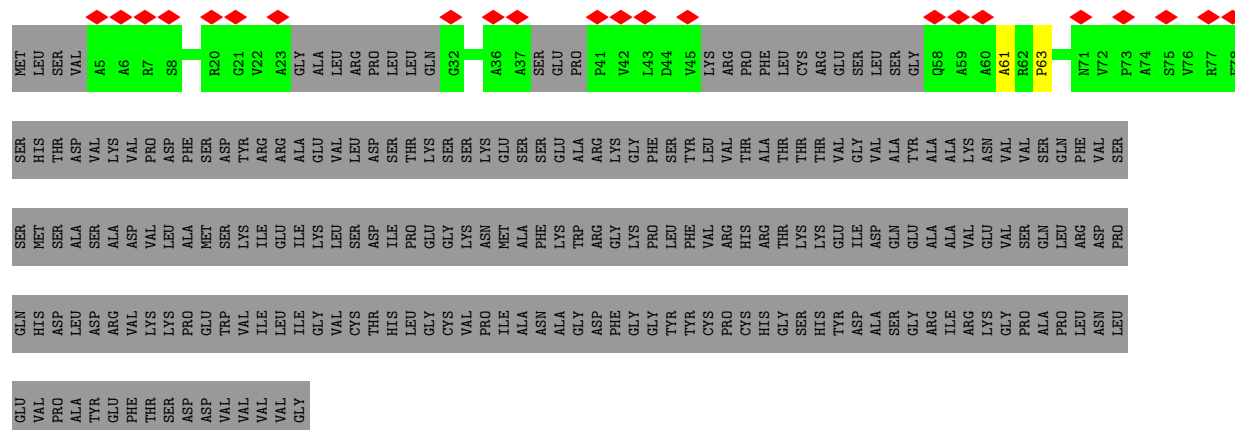 MET LEU SER VAL A5 A6 R7 S8 R20 G21 V22 A23 GLY ALA LEU ARG PRO LEU LEU GLN G32 A36 A37 SER GLU PRO P41 V42 L43 D44 V45 LYS ARG PRO PHE LEU CYS ARG GLU SER LEU SER GLY Q58 A59 A60 A61 R62 P63 N71 V72 P73 A74 S75 V76 R77
SER HIS THR ASP VAL LYS VAL PRO ASP PHE SER ASP TYR ARG ARG ALA GLU VAL LEU ASP SER THR LYS SER SER LYS GLU SER SER GLU ALA ARG LYS GLY PHE SER TYR LEU VAL THR ALA THR THR THR VAL GLY VAL ALA TYR ALA ALA LYS ASN VAL VAL SER GLN PHE VAL SER
SER MET SER ALA SER ALA ASP VAL LEU ALA MET SER LYS ILE GLU ILE LYS LEU SER ASP ILE PRO GLU GLY LYS ASN MET ALA PHE LYS TRP ARG GLY LYS PRO LEU PHE VAL ARG HIS ARG THR LYS LYS GLU ILE ASP GLN GLU ALA ALA VAL GLU VAL SER GLN LEU ARG ASP PRO
GLN HIS ASP LEU ASP ARG VAL LYS LYS PRO GLU TRP VAL ILE LEU ILE GLY VAL CYS THR HIS LEU GLY CYS VAL PRO ILE ALA ASN ALA GLY ASP PHE GLY GLY TYR TYR CYS PRO CYS HIS GLY SER HIS TYR ASP ALA SER GLY ARG ILE ARG LYS GLY PRO ALA PRO LEU ASN LEU
GLU VAL PRO ALA TYR GLU PHE THR SER ASP ASP VAL VAL VAL VAL GLY